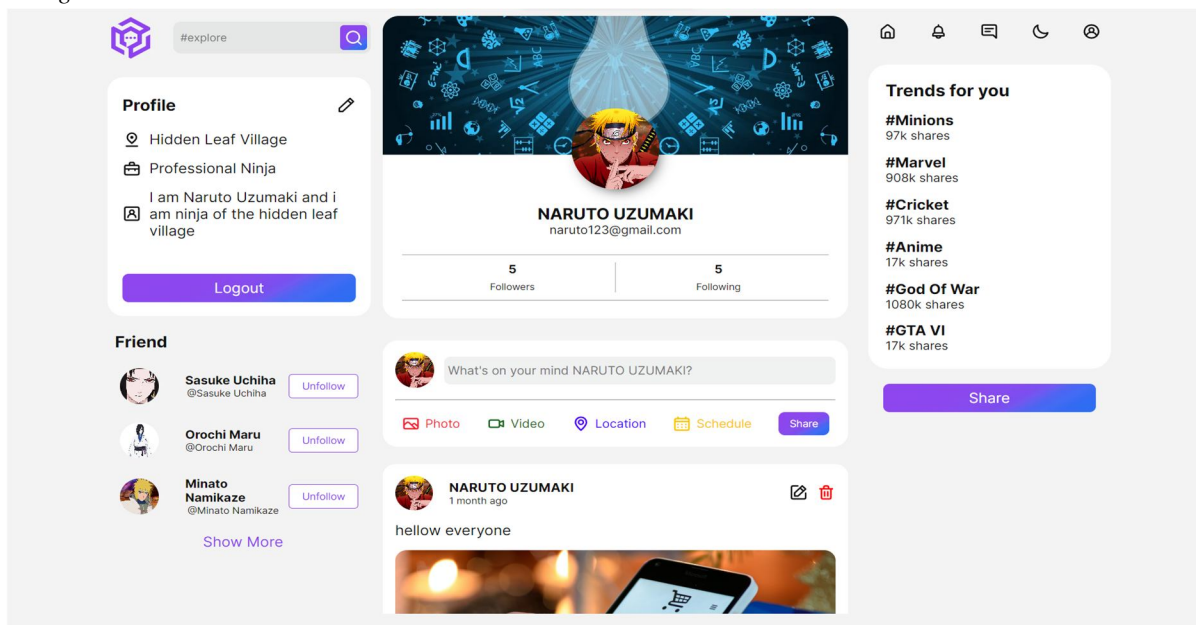 #explore
Profile
Hidden Leaf Village
Professional Ninja
I am Naruto Uzumaki and i
am ninja of the hidden leaf
village
Logout
Friend
Sasuke Uchiha
@Sasuke Uchiha
Unfollow
Orochi Maru
@Orochi Maru
Unfollow
Minato
Namikaze
@Minato Namikaze
Unfollow
Show More
ABC
ABC
NARUTO UZUMAKI
naruto123@gmail.com
5
Followers
5
Following
What's on your mind NARUTO UZUMAKI?
Photo
Video
Location
Schedule
Share
NARUTO UZUMAKI
1 month ago
hellow everyone
Trends for you
#Minions
97k shares
#Marvel
908k shares
#Cricket
971k shares
#Anime
17k shares
#God Of War
1080k shares
#GTA VI
17k shares
Share